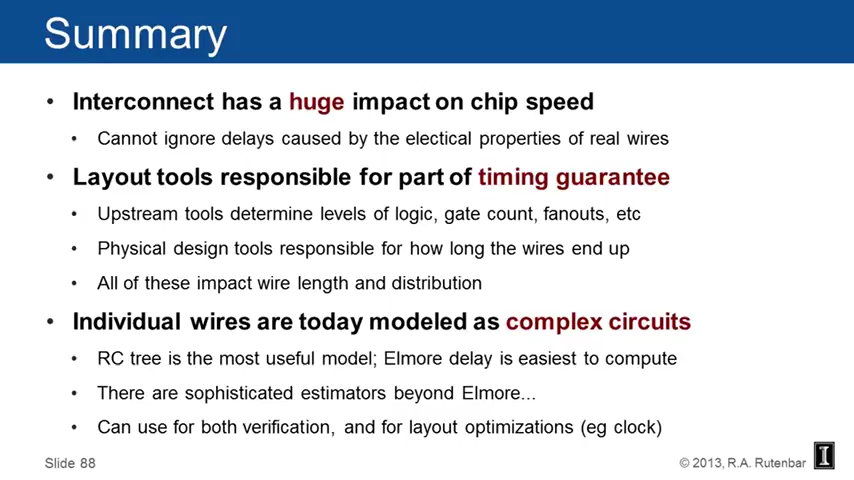 Summary
• Interconnect has a huge impact on chip speed
• Cannot ignore delays caused by the electical properties of real wires
• Layout tools responsible for part of timing guarantee
• Upstream tools determine levels of logic, gate count, fanouts, etc
• Physical design tools responsible for how long the wires end up
• All of these impact wire length and distribution
• Individual wires are today modeled as complex circuits
• RC tree is the most useful model; Elmore delay is easiest to compute
• There are sophisticated estimators beyond Elmore...
• Can use for both verification, and for layout optimizations (eg clock)
Slide 88
© 2013, R.A. Rutenbar
I